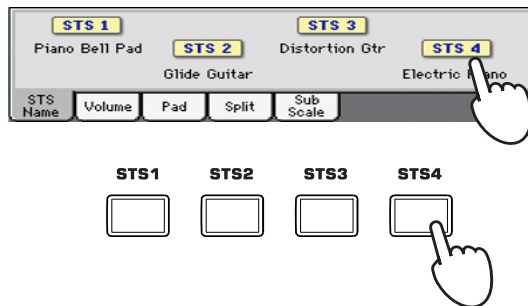 STS 1 STS 3
Piano Bell Pad STS 2 Distortion Gtr STS 4
Glide Guitar Electric
STS Name Volume Pad Split Sub Scale
STS1 STS2 STS3 STS4